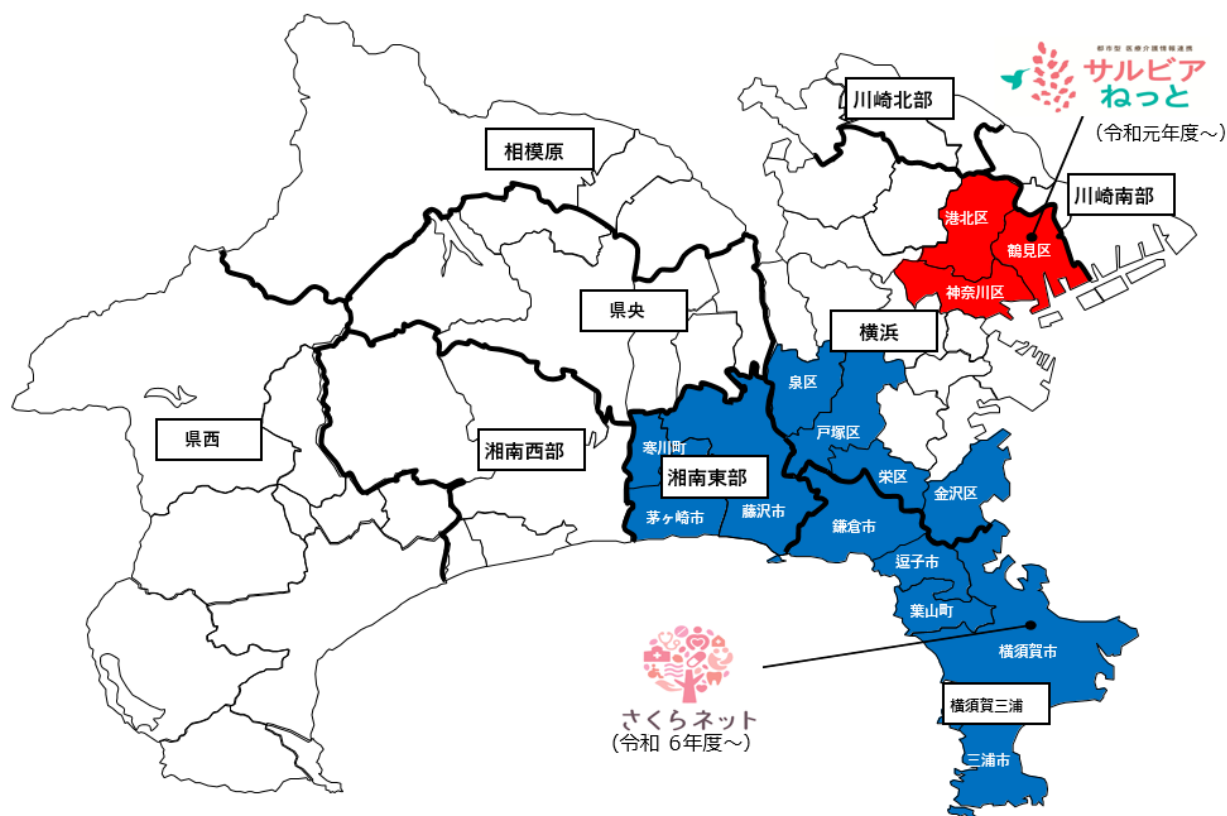 都市型 医療介護情報連携
サルビア
ねっと
(令和元年度～)
川崎北部
相模原
川崎南部
港北区
鶴見区
神奈川区
県央
横浜
泉区
戸塚区
県西
湘南西部
寒川町
湘南東部
栄区
金沢区
茅ヶ崎市
藤沢市
鎌倉市
逗子市
葉山町
横須賀市
さくらネット
(令和 6年度～)
横須賀三浦
三浦市